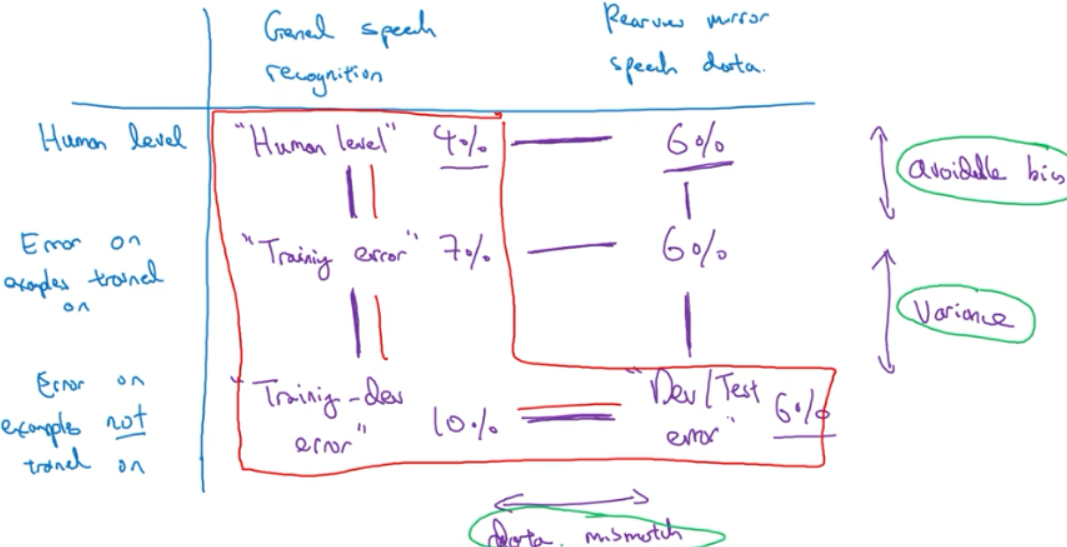 General speech recognition
Rearview mirror speech data.
Human level
"Human level" 4%
6%
avoidable bias
Error on examples trained on
"Training error" 7%
6%
Variance
Error on examples not trained on
"Training-dev error" 10%
"Dev/Test error" 6%
data mismatch